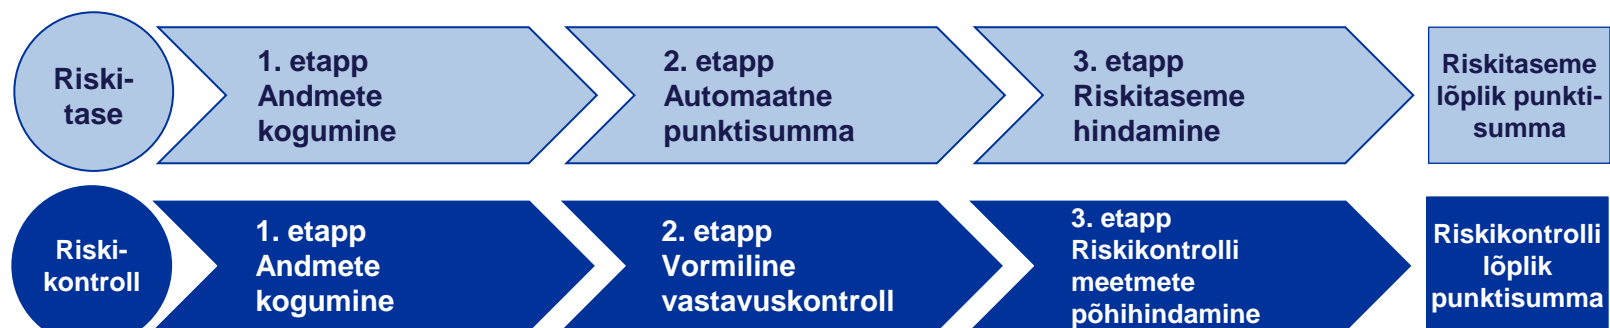 Riski-
tase
1. etapp
Andmete
kogumine
2. etapp
Automaatne
punktisumma
3. etapp
Riskitaseme
hindamine
Riskitaseme
lõplik punkti-
summa
Riski-
kontroll
1. etapp
Andmete
kogumine
2. etapp
Vormiline
vastavuskontroll
3. etapp
Riskikontrolli
meetmete
põhihindamine
Riskikontrolli
lõplik
punktisumma